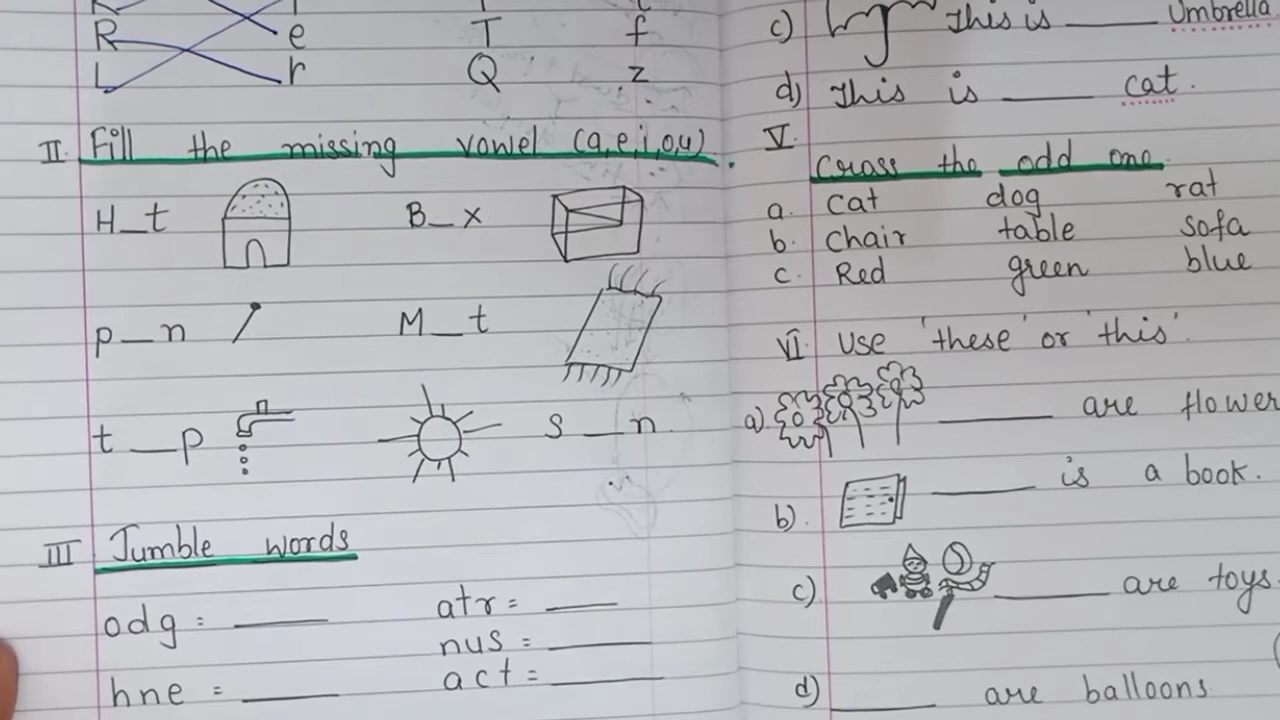 R e T f
L r Q z
II. Fill the missing vowel (a,e,i,o,u).
H_t B_x
p_n M_t
t_p s_n
III Jumble words
odg = ____ atr = ____
nus = ____
hne = ____ act = ____
c) This is ____ Umbrella
d) This is ____ cat.
V. Cross the odd one.
a. cat dog rat
b. chair table sofa
c. Red green blue
VI. Use 'these' or 'this'.
a) ____ are flower
b). ____ is a book.
c) ____ are toys.
d) ____ are balloons